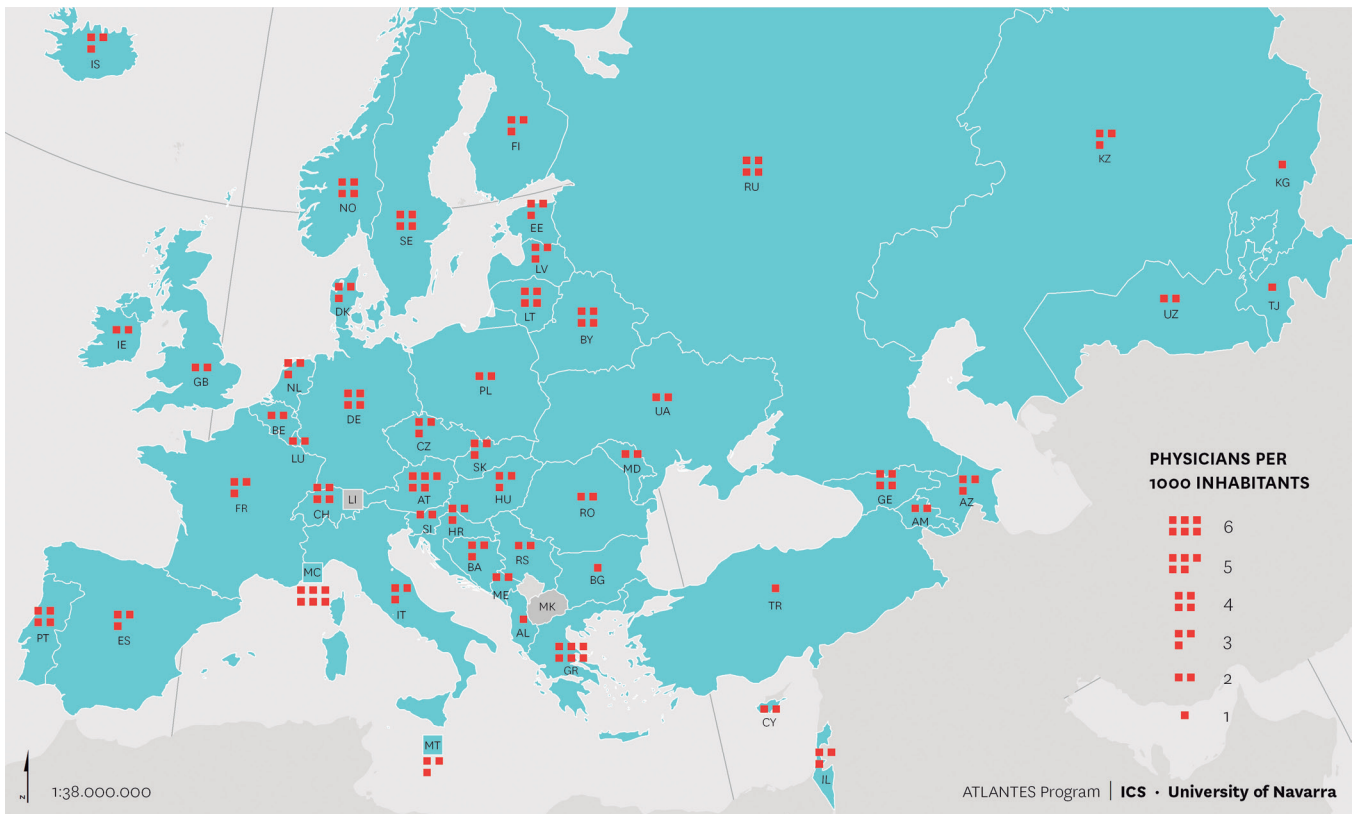 IS
FI
KZ
RU
KG
NO
SE
EE
LV
DK
LT
TJ
UZ
BY
IE
GB
NL
PL
DE
UA
BE
CZ
LU
SK
MD
FR
CH
LI
AT
HU
RO
GE
AZ
AM
SI
HR
BA
RS
MC
ME
BG
MK
IT
TR
PT
ES
AL
GR
CY
MT
IL
PHYSICIANS PER
1000 INHABITANTS
6
5
4
3
2
1
N
1:38.000.000
ATLANTES Program | ICS · University of Navarra